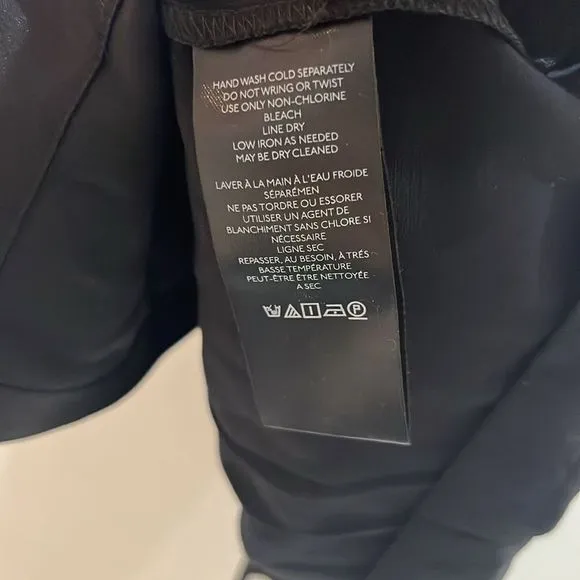 HAND WASH COLD SEPARATELY
DO NOT WRING OR TWIST
USE ONLY NON-CHLORINE
BLEACH
LINE DRY
LOW IRON AS NEEDED
MAY BE DRY CLEANED
LAVER À LA MAIN À L'EAU FROIDE
SÉPARÉMEN
NE PAS TORDRE OU ESSORER
UTILISER UN AGENT DE
BLANCHIMENT SANS CHLORE SI
NÉCESSAIRE
LIGNE SEC
REPASSER, AU BESOIN, À TRÉS
BASSE TEMPÉRATURE
PEUT-ÊTRE ÊTRE NETTOYÉE
A SEC
P